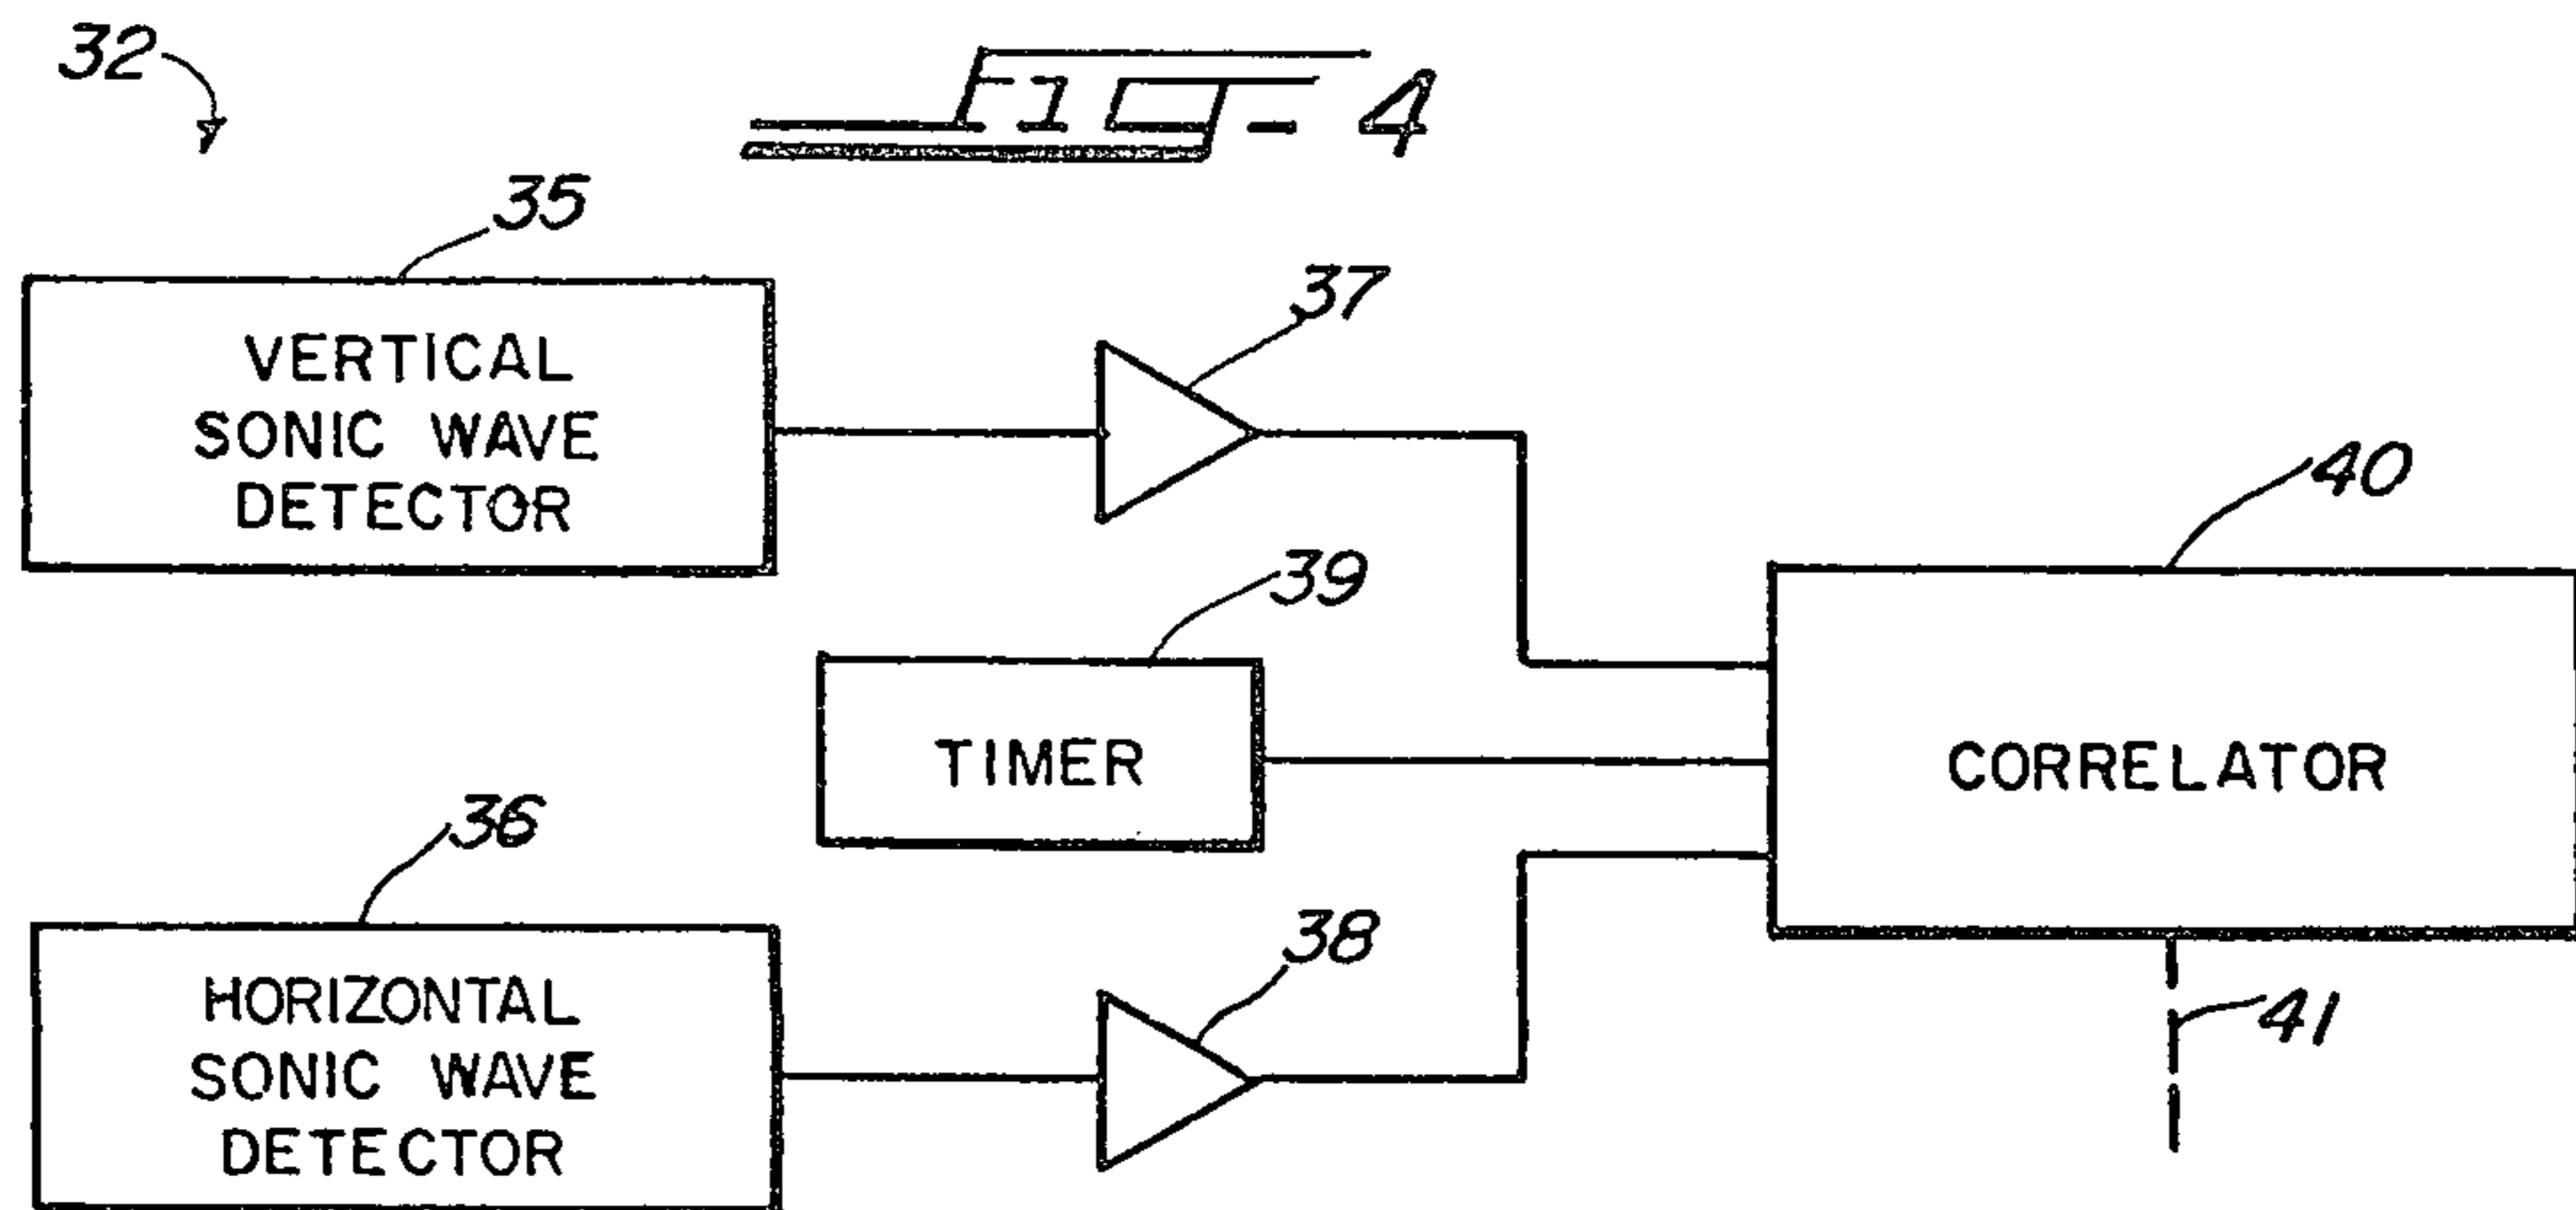 32
FIG-4
35
VERTICAL
SONIC WAVE
DETECTOR
37
39
TIMER
40
CORRELATOR
36
HORIZONTAL
SONIC WAVE
DETECTOR
38
41